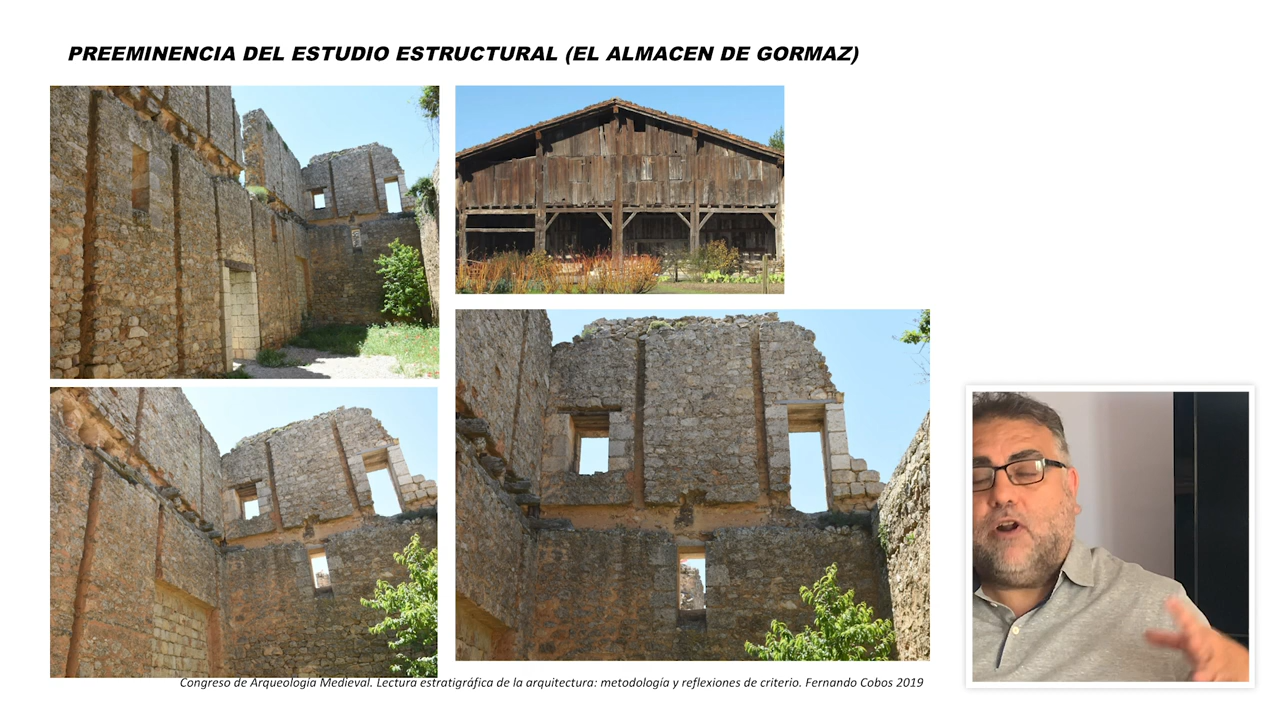 PREEMINENCIA DEL ESTUDIO ESTRUCTURAL (EL ALMACEN DE GORMAZ)
Congreso de Arqueología Medieval. Lectura estratigráfica de la arquitectura: metodología y reflexiones de criterio. Fernando Cobos 2019